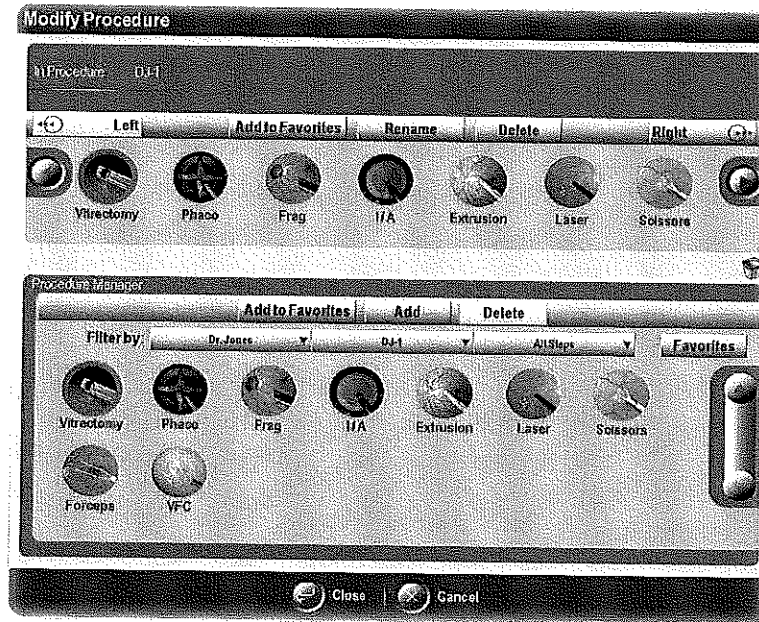 Modify Procedure
In Procedure DJ-1
Left Add to Favorites Rename Delete Right
Vitrectomy Phaco Frag I/A Extrusion Laser Scissors
Procedure Manager
Add to Favorites Add Delete
Filter by Dr. Jones DJ-1 All Steps Favorites
Vitrectomy Phaco Frag I/A Extrusion Laser Scissors
Forceps VFC
Close Cancel